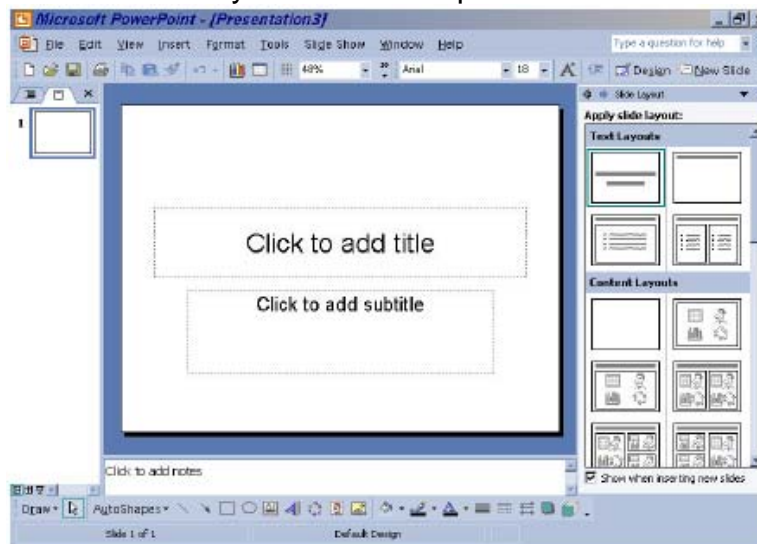 Microsoft PowerPoint - [Presentation3]
File Edit View Insert Format Tools Slide Show Window Help
Type a question for help
48% Arial 18 Design New Slide
Slide Layout
1
Apply slide layout:
Text Layouts
Click to add title
Click to add subtitle
Content Layouts
Click to add notes
Show when inserting new slides
Draw AutoShapes
Slide 1 of 1 Default Design